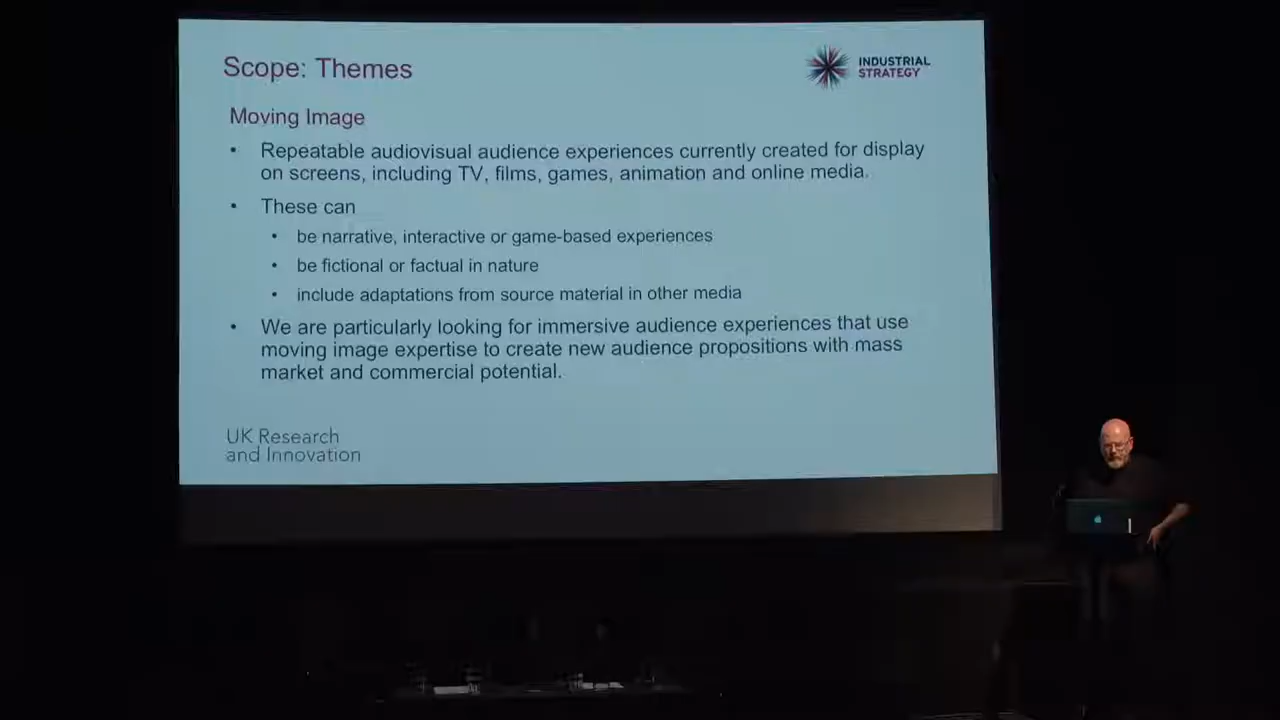 Scope: Themes
INDUSTRIAL
STRATEGY
Moving Image
• Repeatable audiovisual audience experiences currently created for display
on screens, including TV, films, games, animation and online media.
• These can
• be narrative, interactive or game-based experiences
• be fictional or factual in nature
• include adaptations from source material in other media
• We are particularly looking for immersive audience experiences that use
moving image expertise to create new audience propositions with mass
market and commercial potential.
UK Research
and Innovation